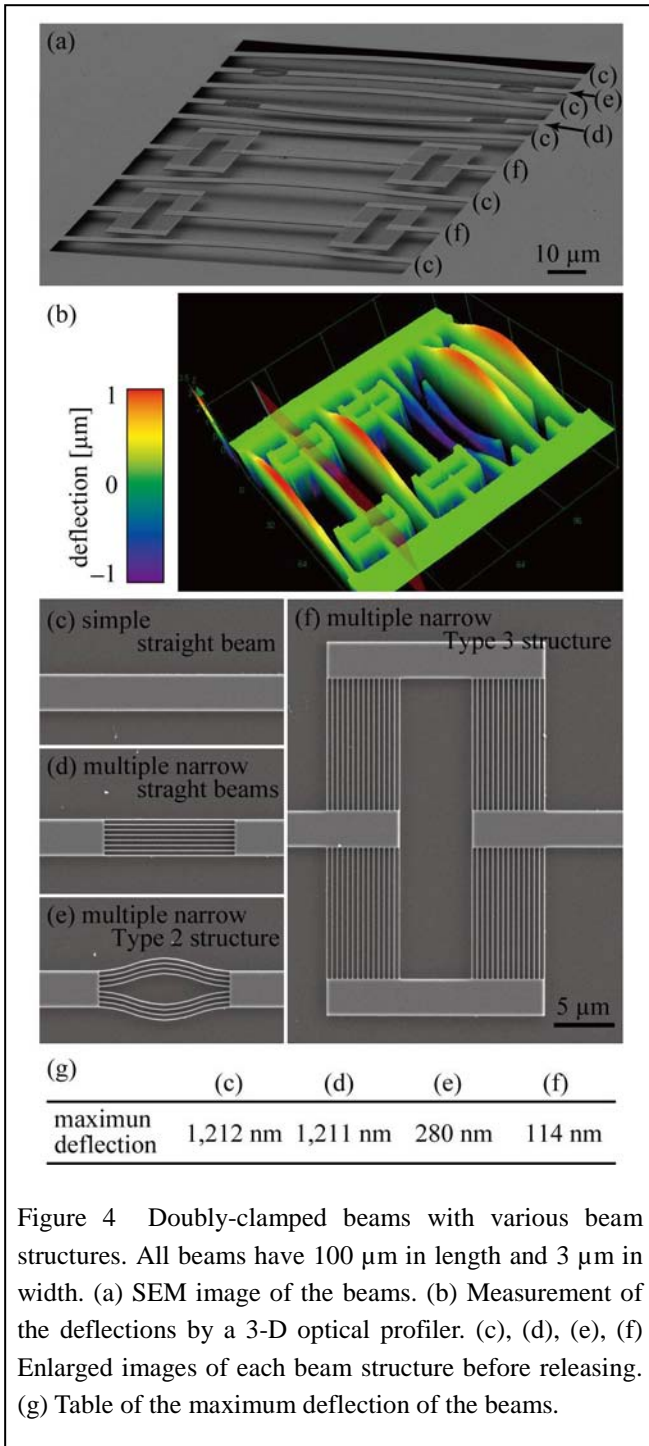 (a)
(c)
(e)
(c)
(d)
(c)
(f)
(c)
(f)
(c)
10 µm
(b)
deflection [µm]
1
0
−1
(c) simple
straight beam
(d) multiple narrow
straght beams
(e) multiple narrow
Type 2 structure
(f) multiple narrow
Type 3 structure
5 µm
(g)
(c) (d) (e) (f)
maximun
deflection 1,212 nm 1,211 nm 280 nm 114 nm
Figure 4 Doubly-clamped beams with various beam
structures. All beams have 100 µm in length and 3 µm in
width. (a) SEM image of the beams. (b) Measurement of
the deflections by a 3-D optical profiler. (c), (d), (e), (f)
Enlarged images of each beam structure before releasing.
(g) Table of the maximum deflection of the beams.